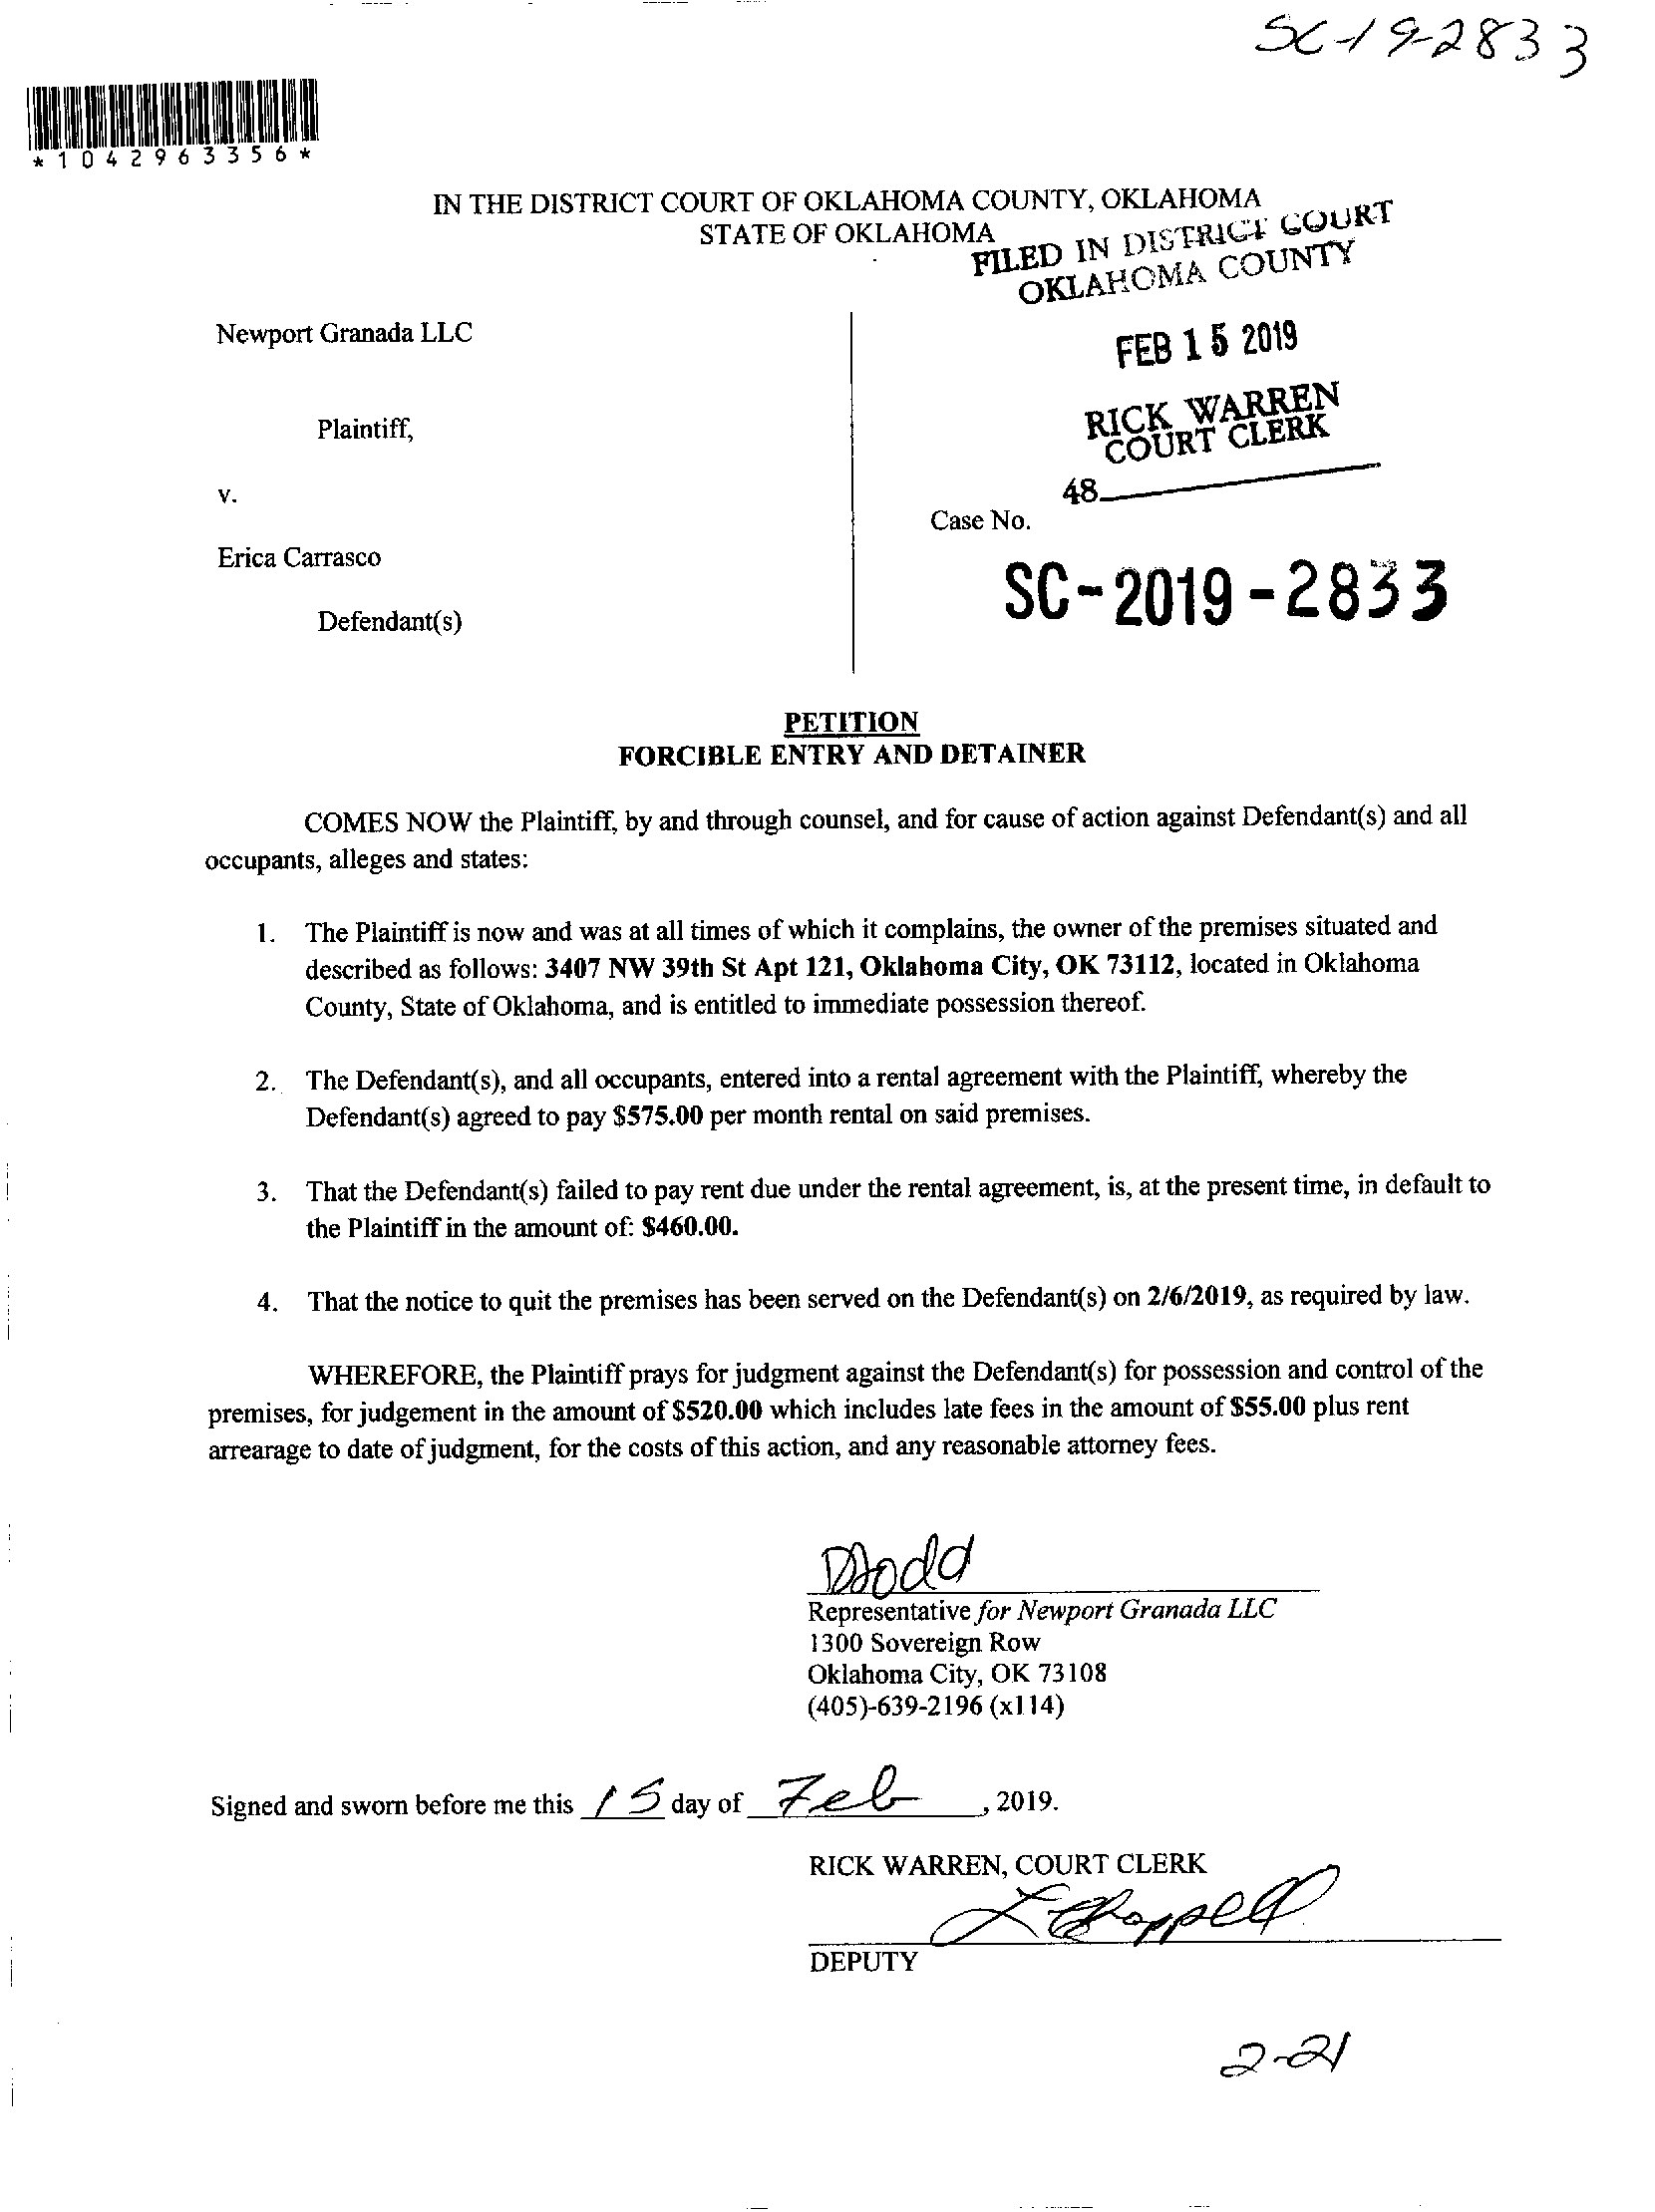 SC-19-2833
*1042963356*
IN THE DISTRICT COURT OF OKLAHOMA COUNTY, OKLAHOMA
STATE OF OKLAHOMA
FILED IN DISTRICT COURT
OKLAHOMA COUNTY
Newport Granada LLC
FEB 15 2019
RICK WARREN
COURT CLERK
Plaintiff,
48
v.
Case No.
Erica Carrasco
SC-2019-2833
Defendant(s)
PETITION
FORCIBLE ENTRY AND DETAINER
COMES NOW the Plaintiff, by and through counsel, and for cause of action against Defendant(s) and all
occupants, alleges and states:
1. The Plaintiff is now and was at all times of which it complains, the owner of the premises situated and
described as follows: 3407 NW 39th St Apt 121, Oklahoma City, OK 73112, located in Oklahoma
County, State of Oklahoma, and is entitled to immediate possession thereof.
2. The Defendant(s), and all occupants, entered into a rental agreement with the Plaintiff, whereby the
Defendant(s) agreed to pay $575.00 per month rental on said premises.
3. That the Defendant(s) failed to pay rent due under the rental agreement, is, at the present time, in default to
the Plaintiff in the amount of: $460.00.
4. That the notice to quit the premises has been served on the Defendant(s) on 2/6/2019, as required by law.
WHEREFORE, the Plaintiff prays for judgment against the Defendant(s) for possession and control of the
premises, for judgement in the amount of $520.00 which includes late fees in the amount of $55.00 plus rent
arrearage to date of judgment, for the costs of this action, and any reasonable attorney fees.
DDodd
Representative for Newport Granada LLC
1300 Sovereign Row
Oklahoma City, OK 73108
(405)-639-2196 (x114)
Signed and sworn before me this 15 day of Feb, 2019.
RICK WARREN, COURT CLERK
L Chappell
DEPUTY
2-21